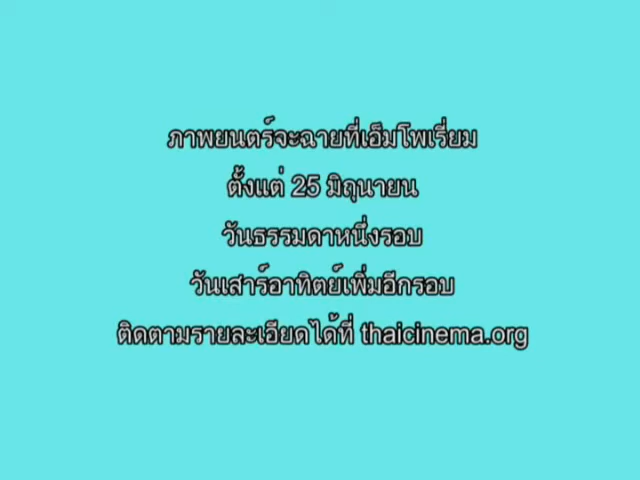 ภาพยนตร์จะฉายที่เอ็มโพเรี่ยม
ตั้งแต่ 25 มิถุนายน
วันธรรมดาหนึ่งรอบ
วันเสาร์อาทิตย์เพิ่มอีกรอบ
ติดตามรายละเอียดได้ที่ thaicinema.org